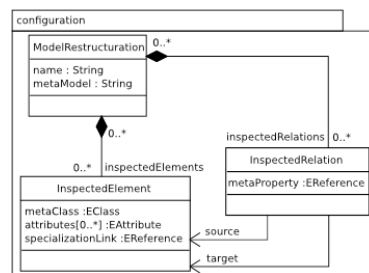 configuration
ModelRestructuration
0..*
name : String
metaModel : String
0..*
inspectedRelations 0..*
0..* inspectedElements
InspectedRelation
InspectedElement
metaProperty :EReference
metaClass :EClass
attributes[0..*] :EAttribute
specializationLink :EReference
source
target